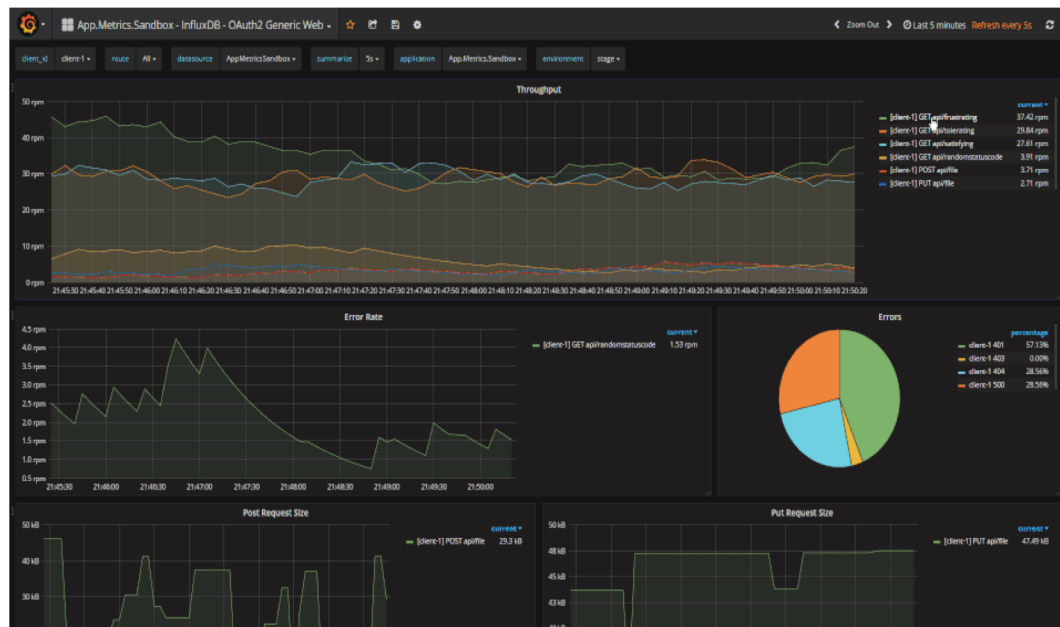 App.Metrics.Sandbox - InfluxDB - OAuth2 Generic Web
Zoom Out
Last 5 minutes Refresh every 5s
client_id client-1 route All datasource AppMetricsSandbox summarize 5s application App.Metrics.Sandbox environment stage
Throughput
50 rpm
40 rpm
30 rpm
20 rpm
10 rpm
0 rpm
21:45:30 21:45:40 21:45:50 21:46:00 21:46:10 21:46:20 21:46:30 21:46:40 21:46:50 21:47:00 21:47:10 21:47:20 21:47:30 21:47:40 21:47:50 21:48:00 21:48:10 21:48:20 21:48:30 21:48:40 21:48:50 21:49:00 21:49:10 21:49:20 21:49:30 21:49:40 21:49:50 21:50:00 21:50:10 21:50:20
current
[client-1] GET api/frustrating 37.42 rpm
[client-1] GET api/tolerating 29.84 rpm
[client-1] GET api/satisfying 27.61 rpm
[client-1] GET api/randomstatuscode 3.91 rpm
[client-1] POST api/file 3.71 rpm
[client-1] PUT api/file 2.71 rpm
Error Rate
4.5 rpm
4.0 rpm
3.5 rpm
3.0 rpm
2.5 rpm
2.0 rpm
1.5 rpm
1.0 rpm
0.5 rpm
21:45:30 21:46:00 21:46:30 21:47:00 21:47:30 21:48:00 21:48:30 21:49:00 21:49:30 21:50:00
current
[client-1] GET api/randomstatuscode 1.53 rpm
Errors
percentage
client-1 401 57.13%
client-1 403 0.00%
client-1 404 28.56%
client-1 500 28.56%
Post Request Size
50 kB
40 kB
30 kB
current
[client-1] POST api/file 29.3 kB
Put Request Size
50 kB
48 kB
45 kB
43 kB
current
[client-1] PUT api/file 47.49 kB